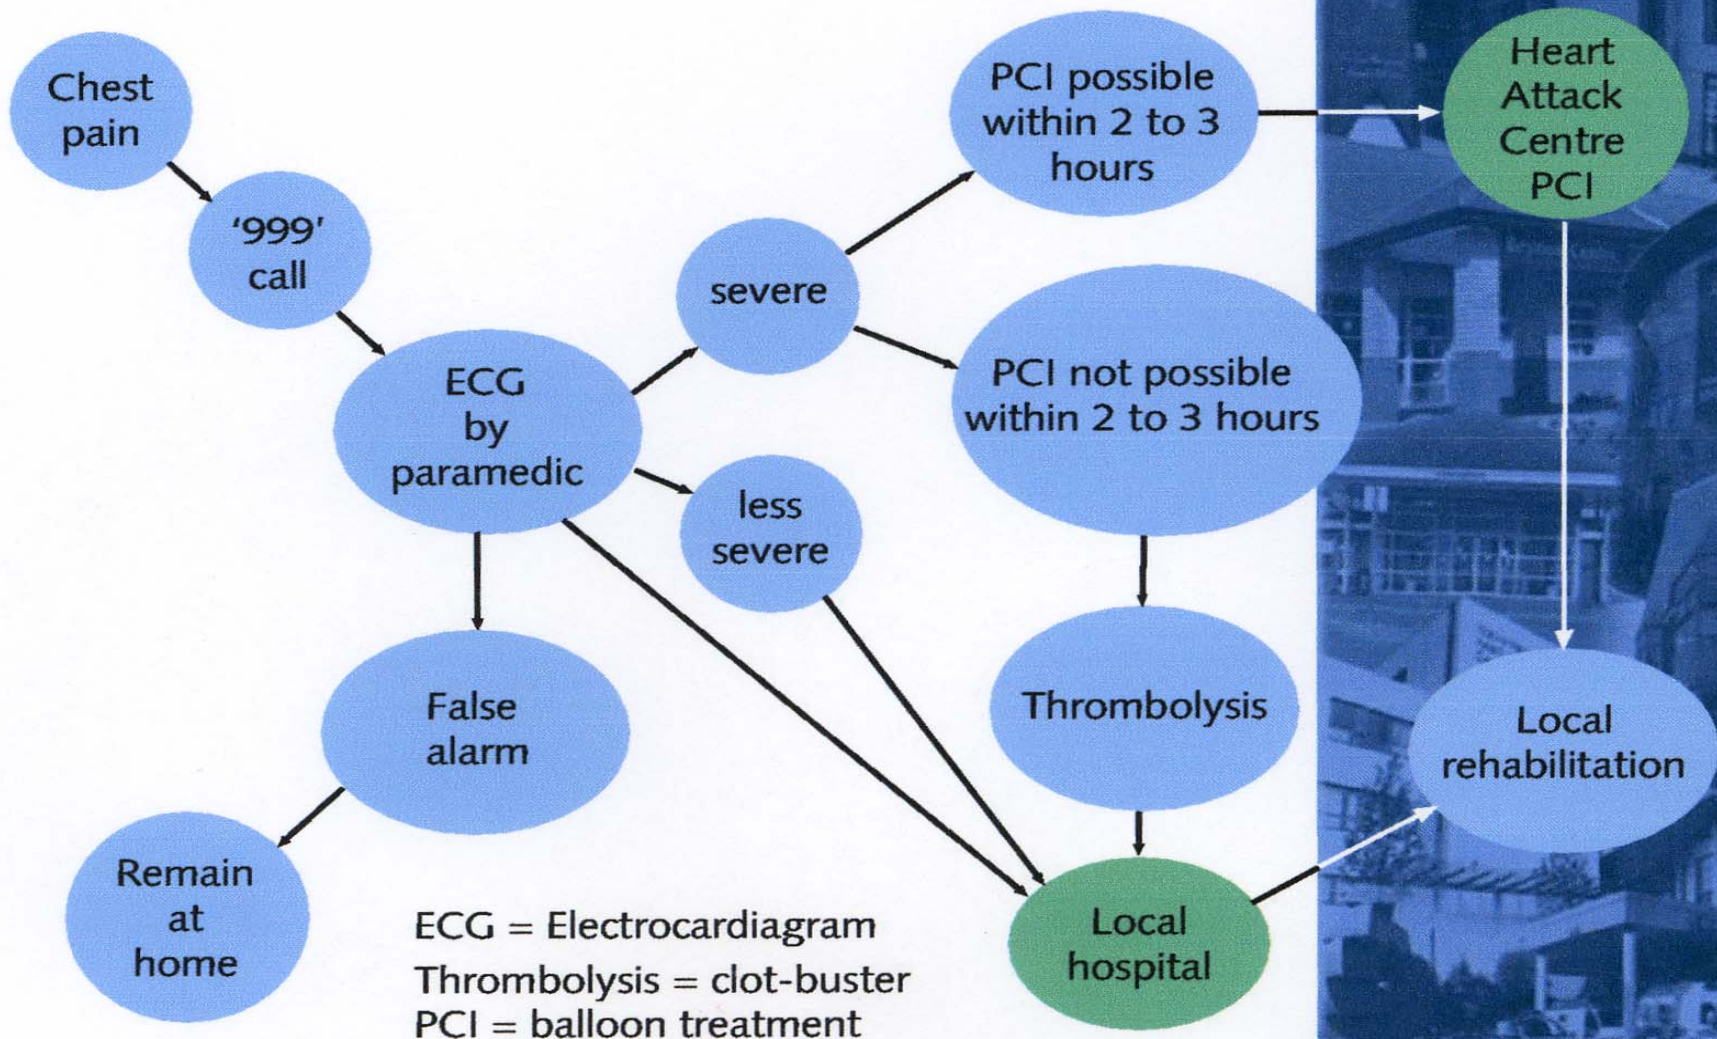 Chest
pain
'999'
call
ECG
by
paramedic
severe
less
severe
False
alarm
Remain
at
home
PCI possible
within 2 to 3
hours
PCI not possible
within 2 to 3 hours
Thrombolysis
Local
hospital
Heart
Attack
Centre
PCI
Local
rehabilitation
ECG = Electrocardiagram
Thrombolysis = clot-buster
PCI = balloon treatment